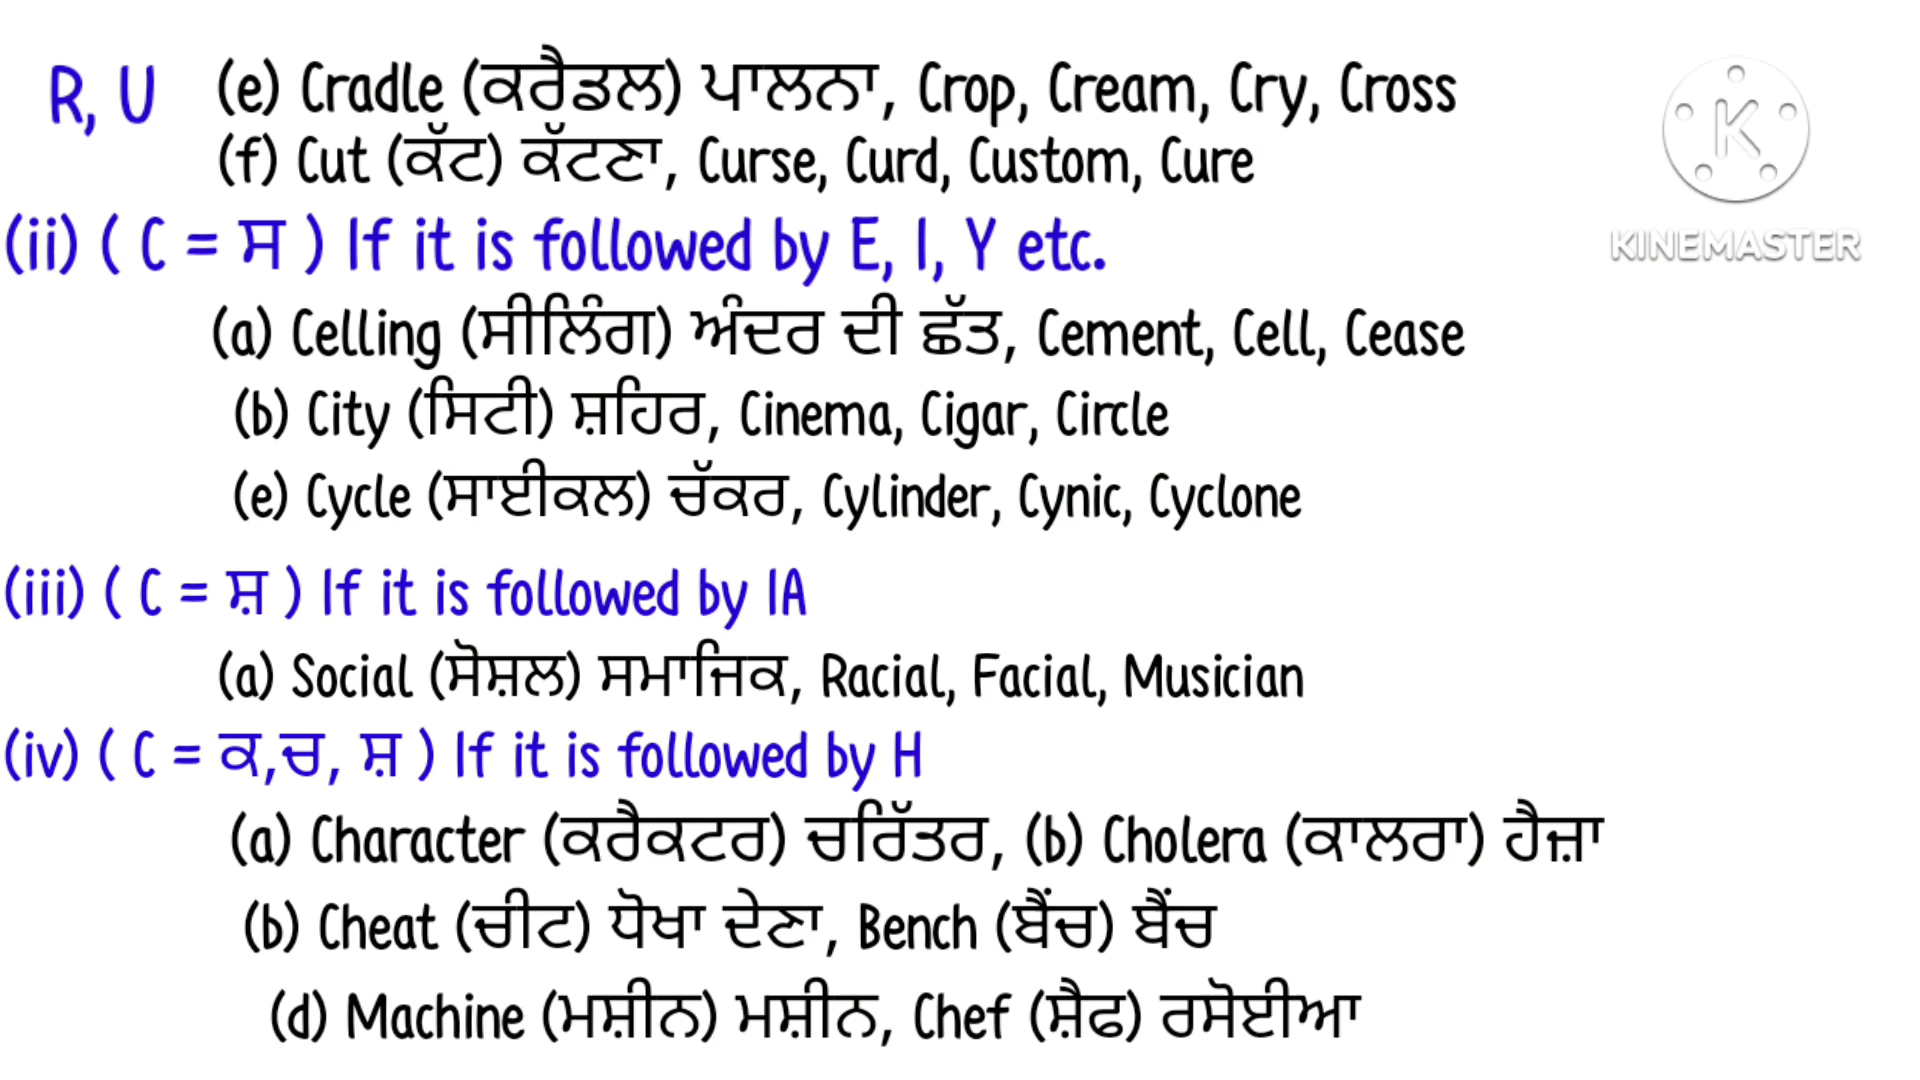 R, U (e) Cradle (ਕਰੈਡਲ) ਪਾਲਨਾ, Crop, Cream, Cry, Cross
(f) Cut (ਕੱਟ) ਕੱਟਣਾ, Curse, Curd, Custom, Cure
(ii) ( C = ਸ ) If it is followed by E, I, Y etc.
(a) Celling (ਸੀਲਿੰਗ) ਅੰਦਰ ਦੀ ਛੱਤ, Cement, Cell, Cease
(b) City (ਸਿਟੀ) ਸ਼ਹਿਰ, Cinema, Cigar, Circle
(e) Cycle (ਸਾਈਕਲ) ਚੱਕਰ, Cylinder, Cynic, Cyclone
(iii) ( C = ਸ਼ ) If it is followed by IA
(a) Social (ਸੋਸ਼ਲ) ਸਮਾਜਿਕ, Racial, Facial, Musician
(iv) ( C = ਕ,ਚ, ਸ਼ ) If it is followed by H
(a) Character (ਕਰੈਕਟਰ) ਚਰਿੱਤਰ, (b) Cholera (ਕਾਲਰਾ) ਹੈਜ਼ਾ
(b) Cheat (ਚੀਟ) ਧੋਖਾ ਦੇਣਾ, Bench (ਬੈਂਚ) ਬੈਂਚ
(d) Machine (ਮਸ਼ੀਨ) ਮਸ਼ੀਨ, Chef (ਸ਼ੈਫ) ਰਸੋਈਆ
K
KINEMASTER